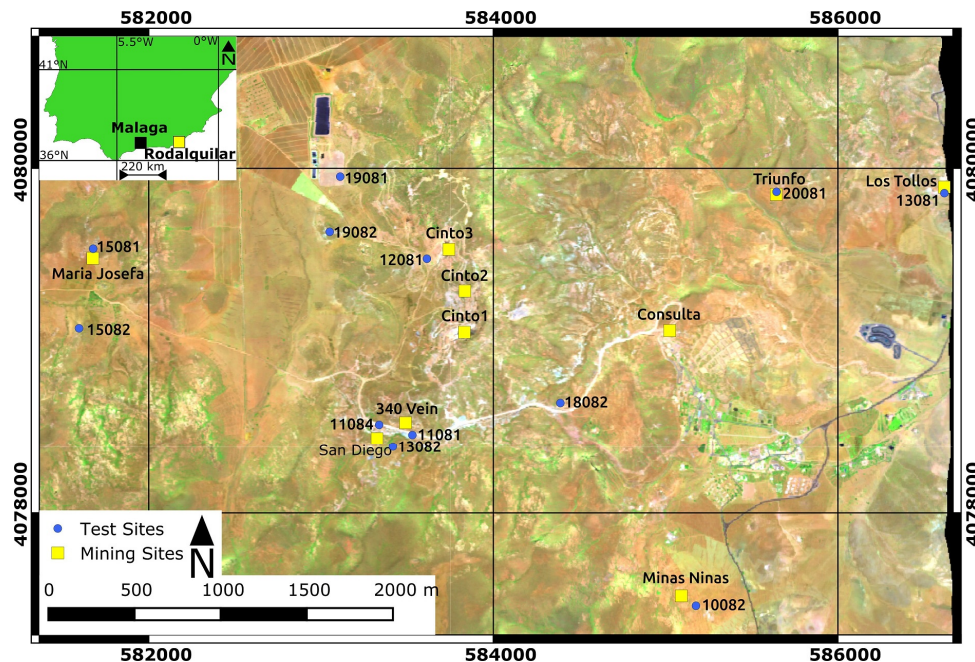 582000
584000
586000
5.5°W
0°W
N
41°N
Malaga
Rodalquilar
36°N
220 km
4080000
4080000
19081
Triunfo
20081
Los Tollos
13081
19082
Cinto3
15081
12081
Maria Josefa
Cinto2
Cinto1
Consulta
15082
18082
340 Vein
11084
11081
San Diego
13082
4078000
4078000
Test Sites
Mining Sites
N
Minas Ninas
10082
0
500
1000
1500
2000 m
582000
584000
586000